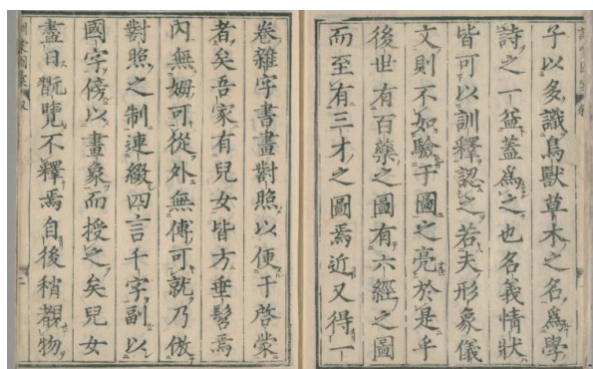 子以多識鳥獸草木之名爲學
詩之一益蓋爲之也名義情狀
皆可以訓釋認之若夫形象儀
文則不如驗于圖之亮於是乎
後世有百藥之圖有六經之圖
而至有三才之圖焉近又得一
卷雜字書畫對照以便于啓蒙
者矣吾家有兒女皆方垂髫焉
内無姆可從外無傅可就乃倣
對照之制連綴四言千字副以
國字傍以畫象而授之矣兒女
盡日翫覽不釋焉自後稍覩物